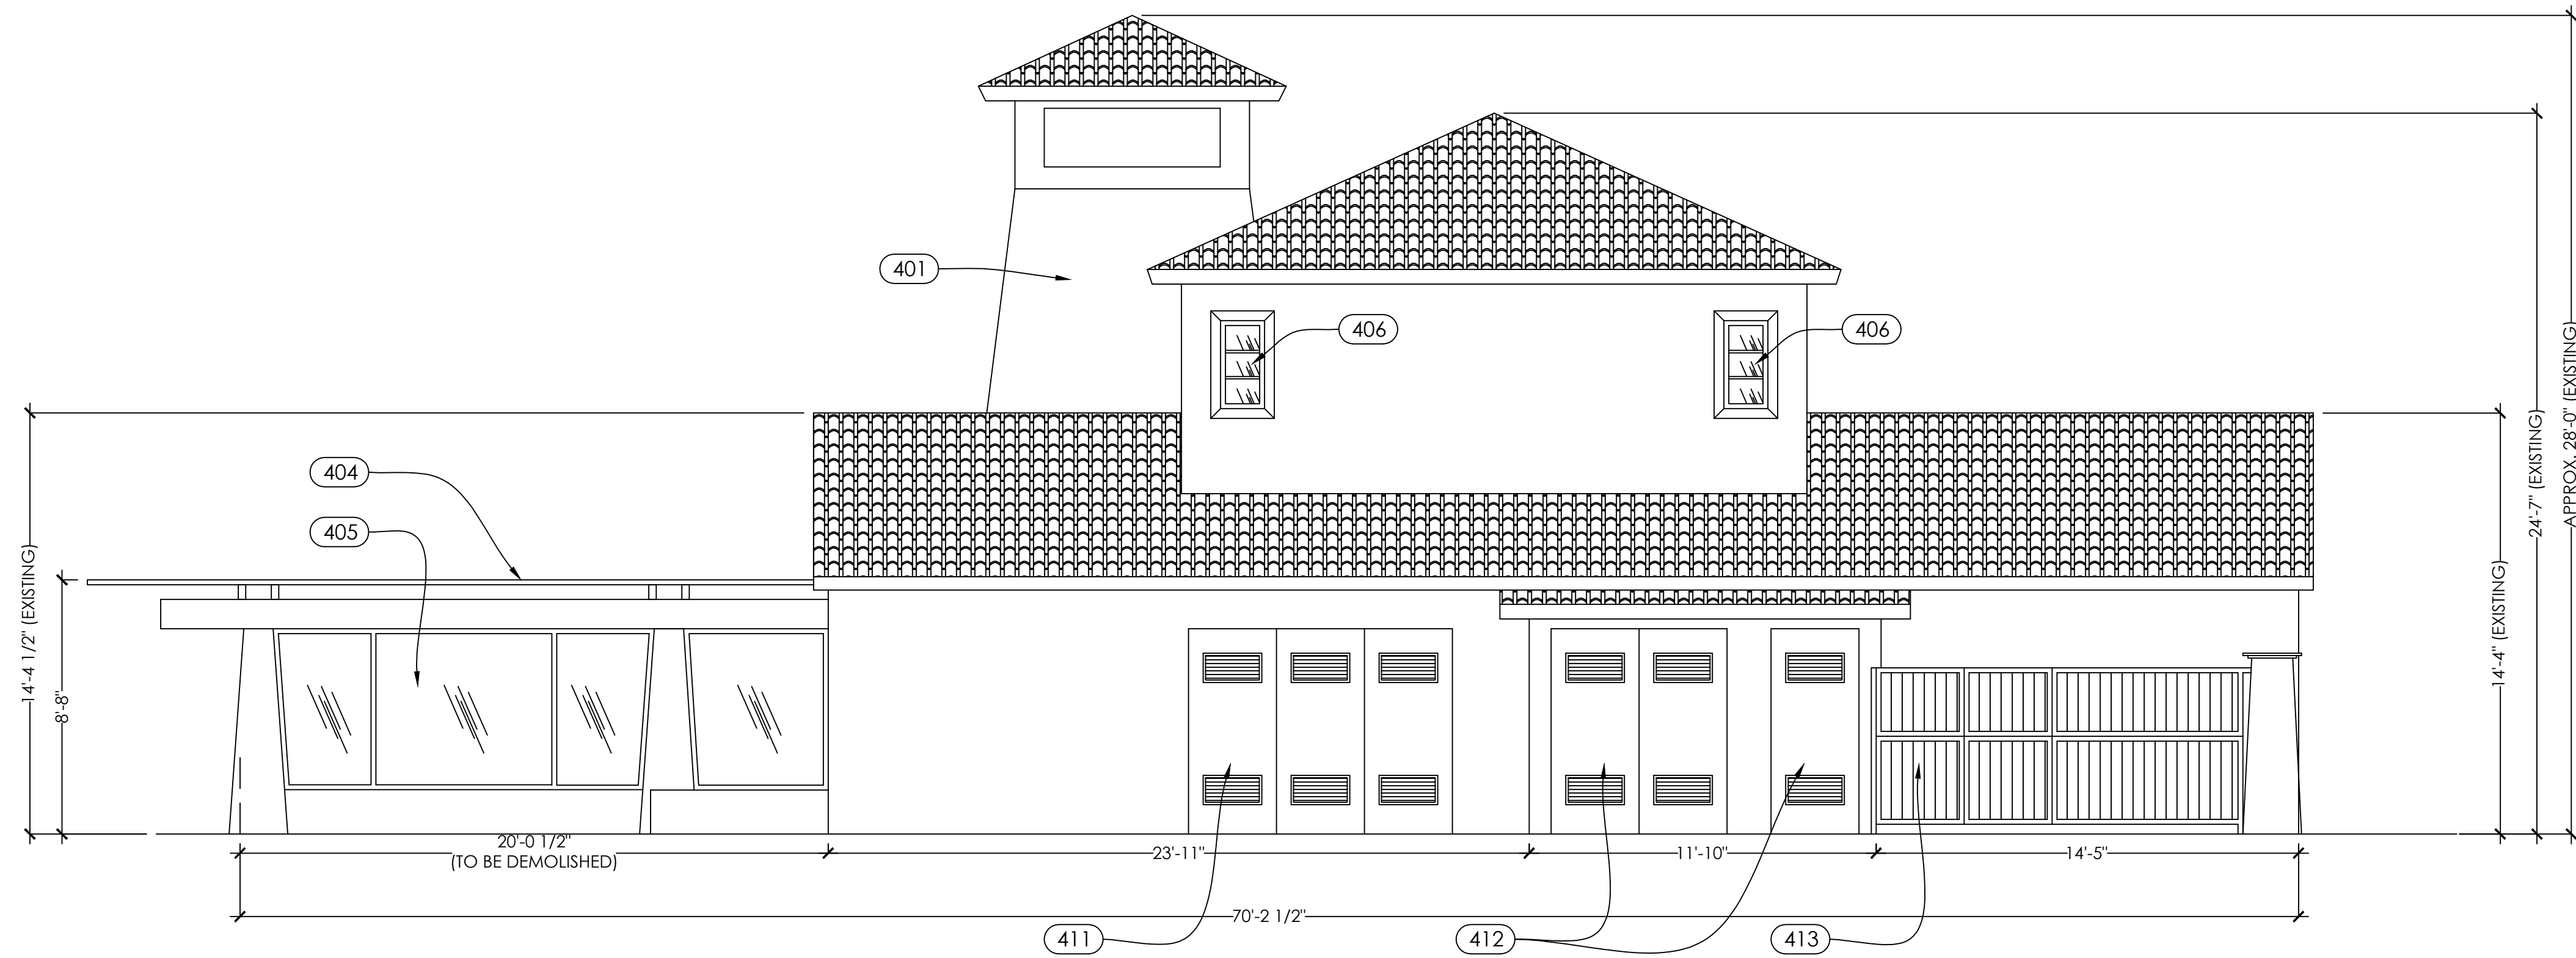 401
406
406
404
405
14'-4 1/2" (EXISTING)
8'-8"
14'-4" (EXISTING)
24'-7" (EXISTING)
APPROX. 28'-0" (EXISTING)
20'-0 1/2"
(TO BE DEMOLISHED)
23'-11"
11'-10"
14'-5"
70'-2 1/2"
411
412
413